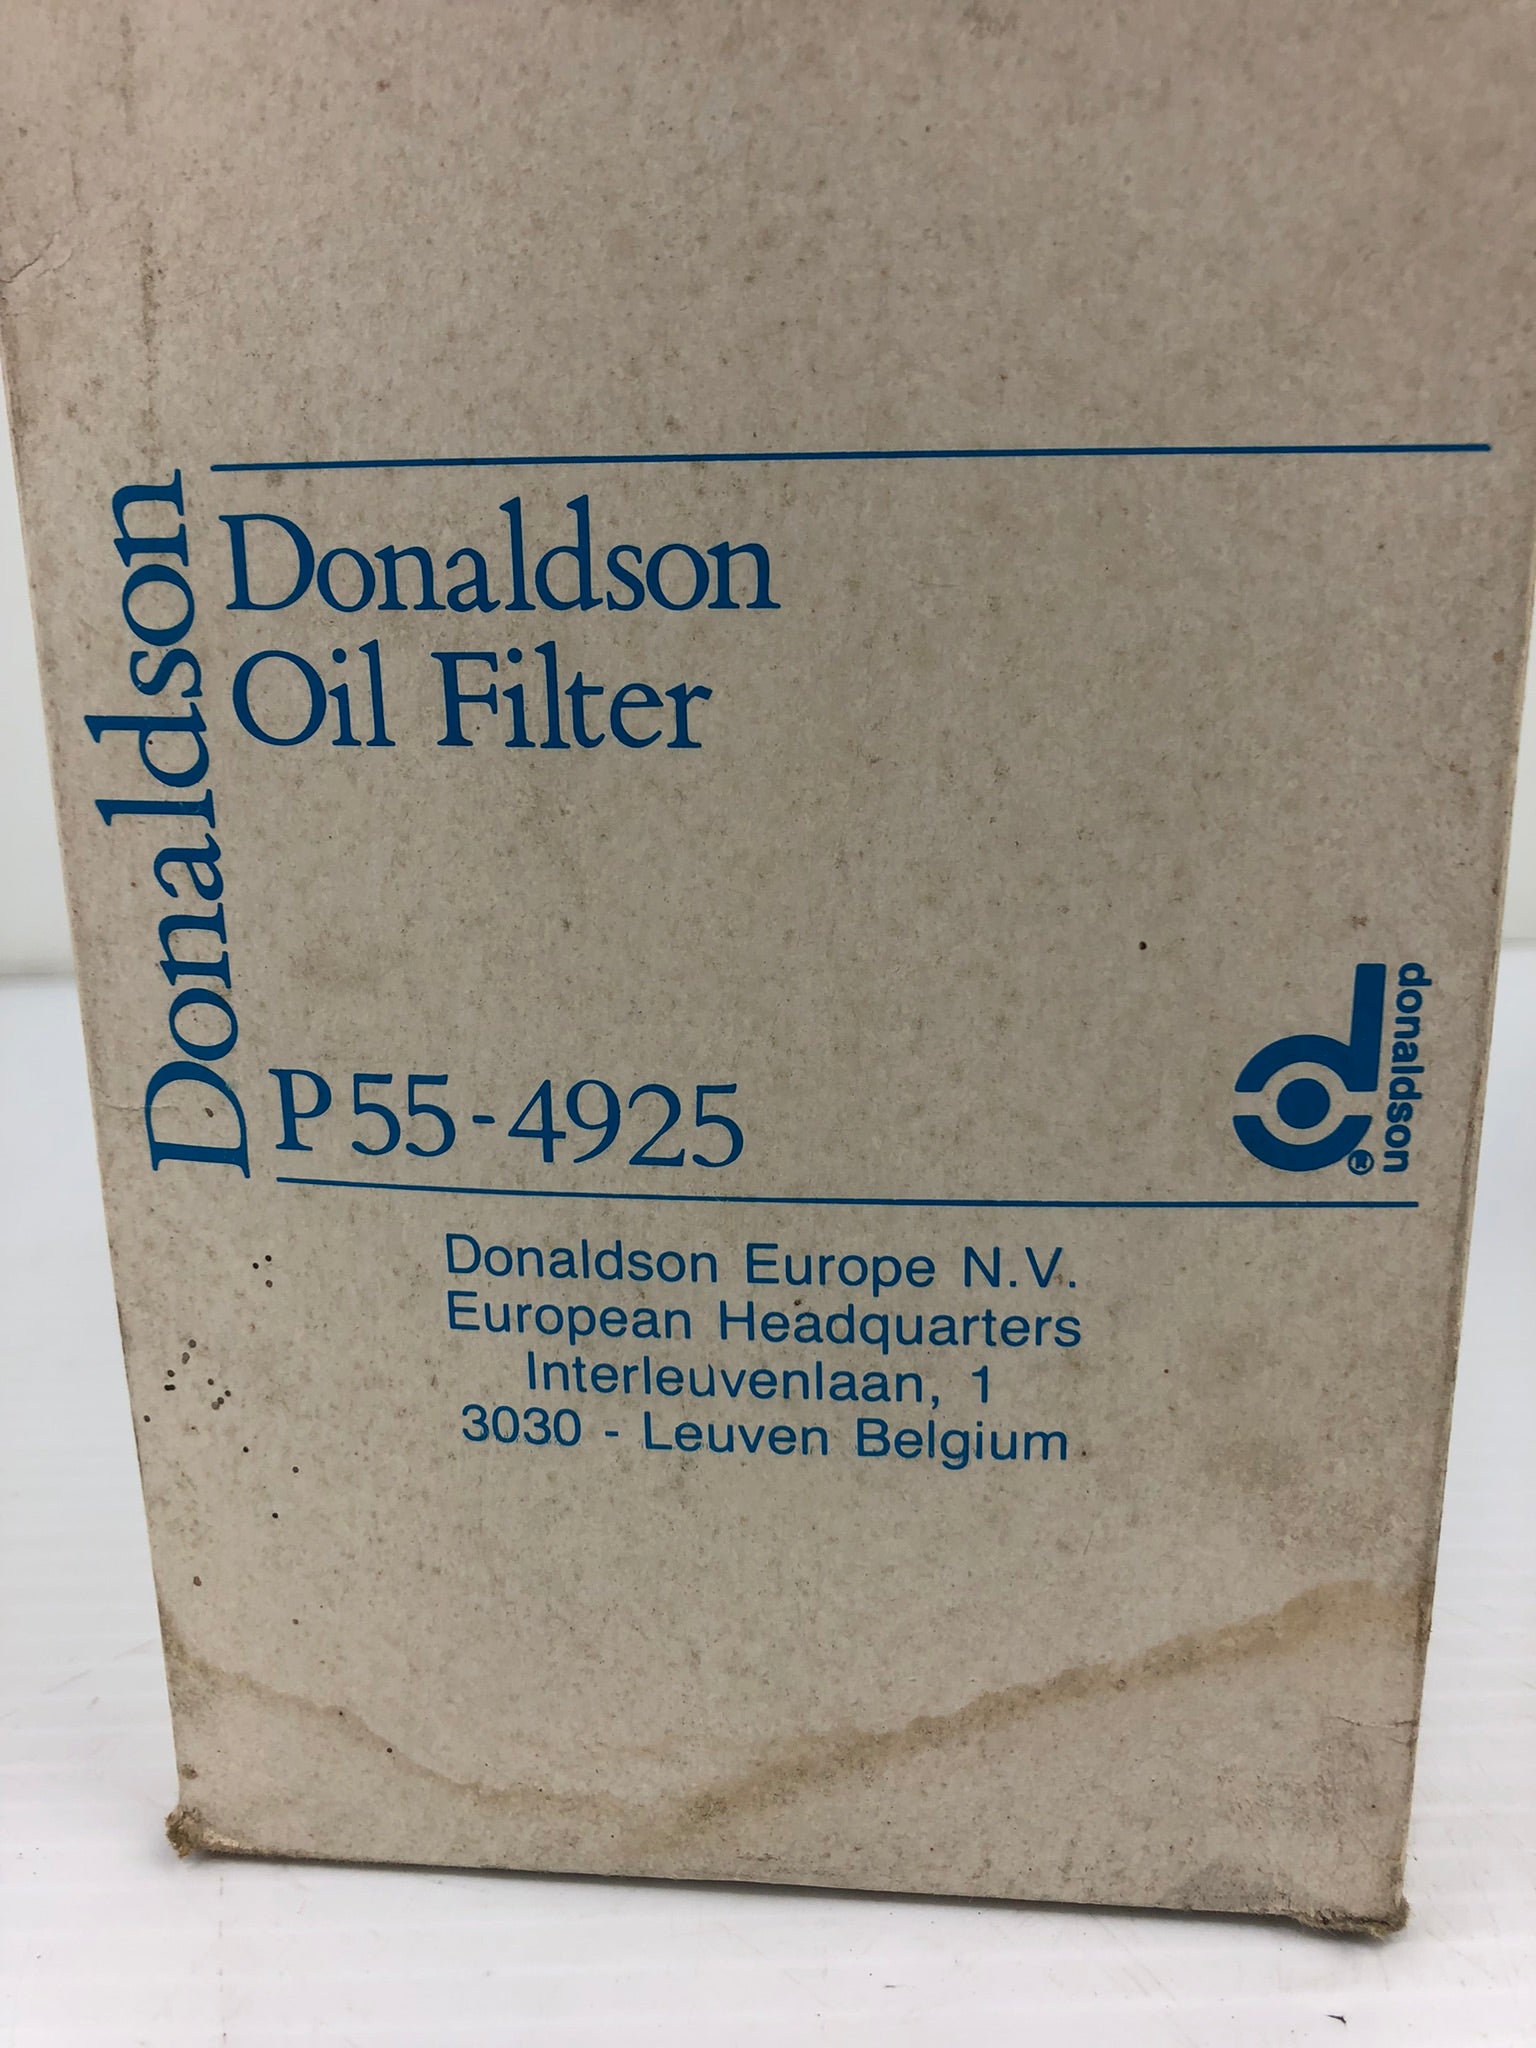 Donaldson
Donaldson
Oil Filter
P55-4925
donaldson
®
Donaldson Europe N.V.
European Headquarters
Interleuvenlaan, 1
3030 - Leuven Belgium